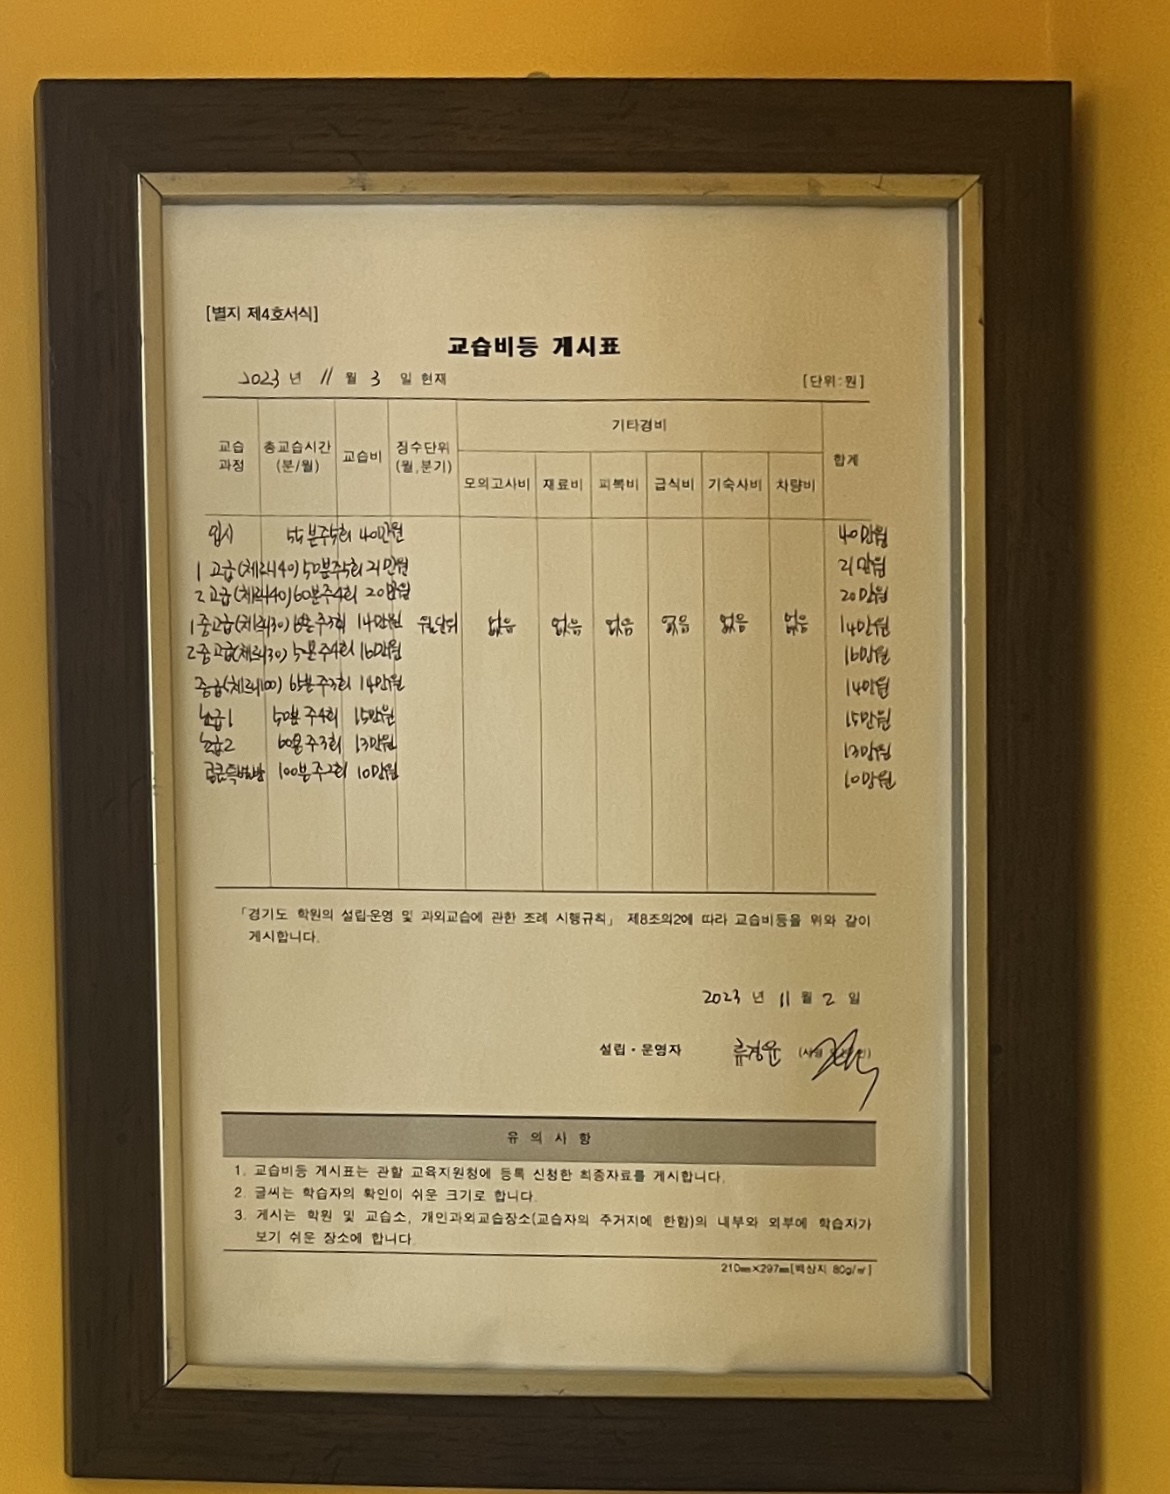 [별지 제4호서식]
교습비등 게시표
2023 년 11 월 3 일 현재 [단위:원]
교습과정 총교습시간(분/월) 교습비 징수단위(월,분기) 기타경비 합계
모의고사비 재료비 피복비 급식비 기숙사비 차량비
입시 55분주5회 40만원 40만원
1 고급(체르니40) 50분주5회 21만원 21만원
2 고급(체르니40) 60분주4회 20만원 20만원
1 중고급(체르니30) 주3회 14만원 월단위 없음 없음 없음 없음 없음 없음 14만원
2 중고급(체르니30) 주4회 16만원 16만원
중급(체르니100) 65분주3회 14만원 14만원
50분 주4회 15만원 15만원
60분 주3회 13만원 13만원
100분주2회 10만원 10만원
「경기도 학원의 설립·운영 및 과외교습에 관한 조례 시행규칙」 제8조의2에 따라 교습비등을 위와 같이
게시합니다.
2023 년 11 월 2 일
설립·운영자 류경윤
유 의 사 항
1. 교습비등 게시표는 관할 교육지원청에 등록 신청한 최종자료를 게시합니다.
2. 글씨는 학습자의 확인이 쉬운 크기로 합니다.
3. 게시는 학원 및 교습소, 개인과외교습장소(교습자의 주거지에 한함)의 내부와 외부에 학습자가
보기 쉬운 장소에 합니다.
210㎜×297㎜[백상지 80g/㎡]